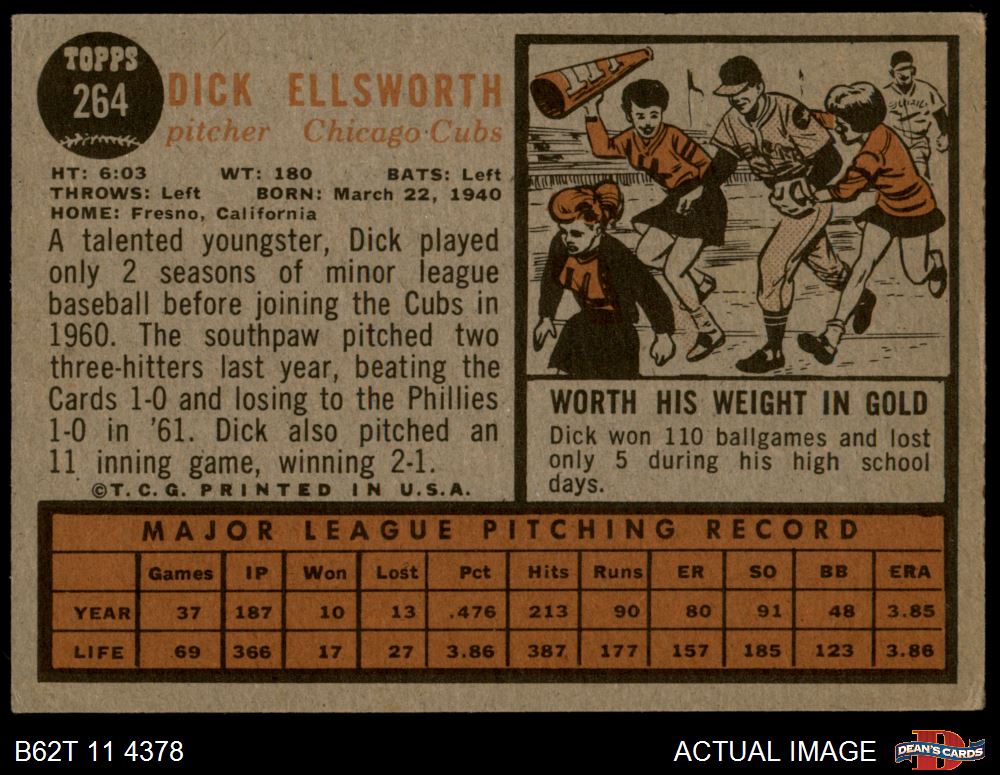 TOPPS
264
DICK ELLSWORTH
pitcher Chicago Cubs
HT: 6:03 WT: 180 BATS: Left
THROWS: Left BORN: March 22, 1940
HOME: Fresno, California
A talented youngster, Dick played
only 2 seasons of minor league
baseball before joining the Cubs in
1960. The southpaw pitched two
three-hitters last year, beating the
Cards 1-0 and losing to the Phillies
1-0 in '61. Dick also pitched an
11 inning game, winning 2-1.
©T.C.G. PRINTED IN U.S.A.
WORTH HIS WEIGHT IN GOLD
Dick won 110 ballgames and lost
only 5 during his high school
days.
MAJOR LEAGUE PITCHING RECORD
Games IP Won Lost Pct Hits Runs ER SO BB ERA
YEAR 37 187 10 13 .476 213 90 80 91 48 3.85
LIFE 69 366 17 27 3.86 387 177 157 185 123 3.86
B62T 11 4378 ACTUAL IMAGE DEAN'S CARDS